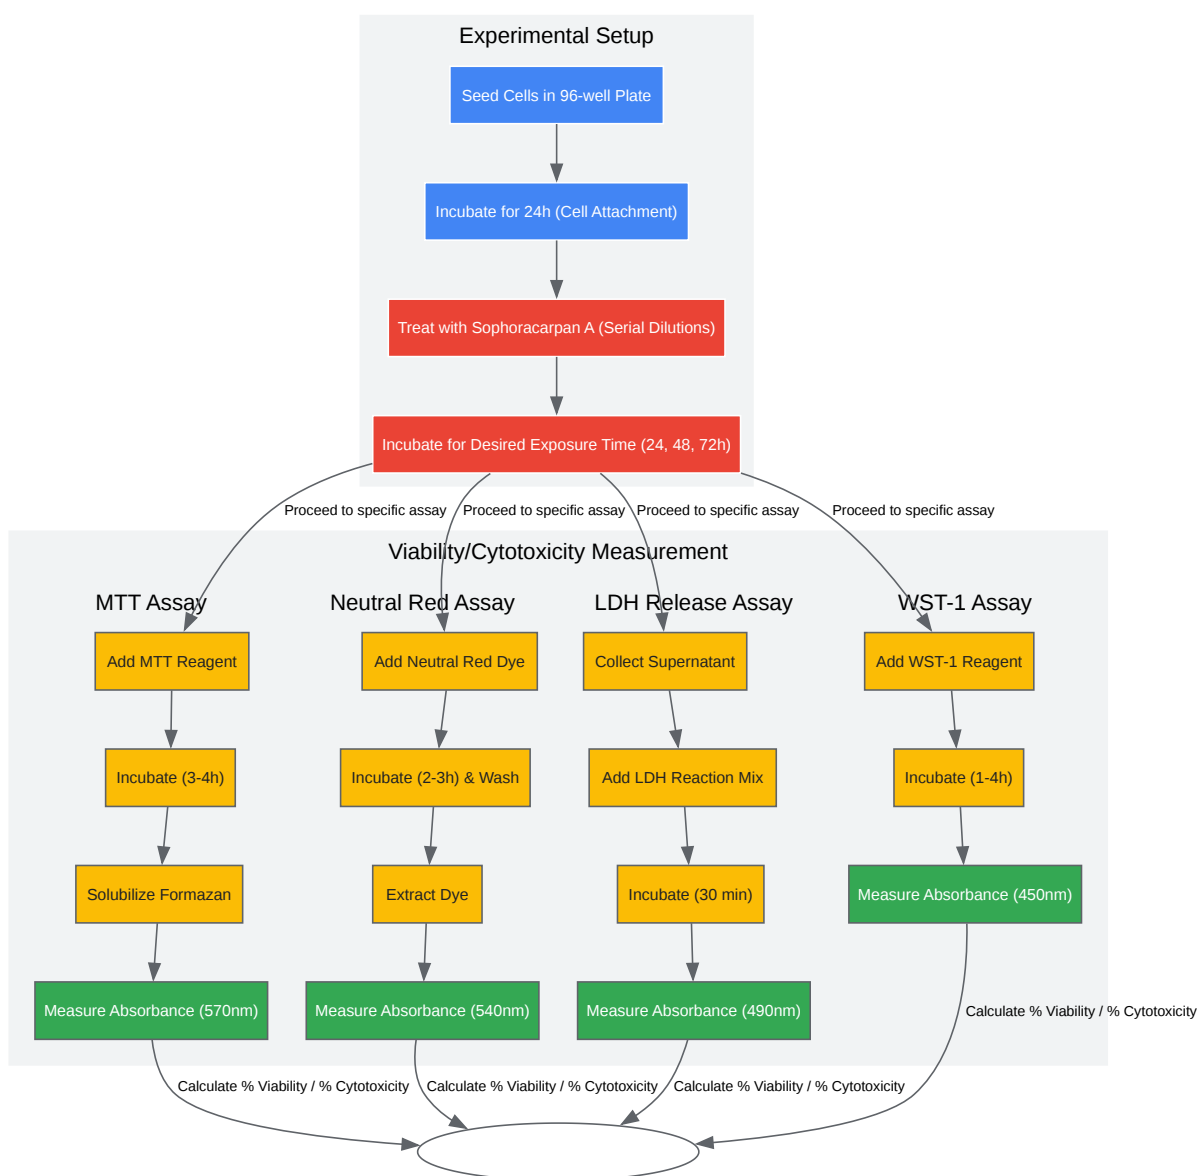 Experimental Setup
Seed Cells in 96-well Plate
Incubate for 24h (Cell Attachment)
Treat with Sophoracarpan A (Serial Dilutions)
Incubate for Desired Exposure Time (24, 48, 72h)
Proceed to specific assay
Proceed to specific assay
Proceed to specific assay
Proceed to specific assay
Viability/Cytotoxicity Measurement
MTT Assay
Neutral Red Assay
LDH Release Assay
WST-1 Assay
Add MTT Reagent
Add Neutral Red Dye
Collect Supernatant
Add WST-1 Reagent
Incubate (3-4h)
Incubate (2-3h) & Wash
Add LDH Reaction Mix
Incubate (1-4h)
Solubilize Formazan
Extract Dye
Incubate (30 min)
Measure Absorbance (450nm)
Measure Absorbance (570nm)
Measure Absorbance (540nm)
Measure Absorbance (490nm)
Calculate % Viability / % Cytotoxicity
Calculate % Viability / % Cytotoxicity
Calculate % Viability / % Cytotoxicity
Calculate % Viability / % Cytotoxicity